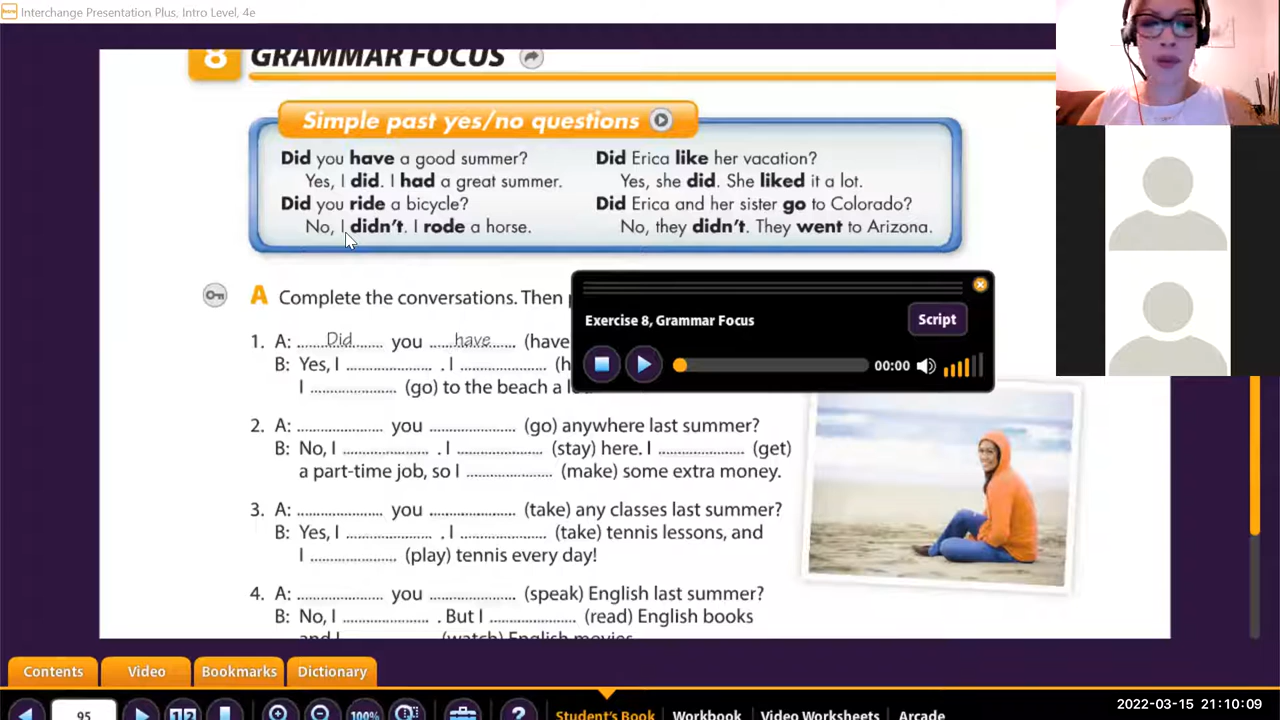 Interchange Presentation Plus, Intro Level, 4e
8 GRAMMAR FOCUS
Simple past yes/no questions
Did you have a good summer?
Yes, I did. I had a great summer.
Did you ride a bicycle?
No, I didn't. I rode a horse.
Did Erica like her vacation?
Yes, she did. She liked it a lot.
Did Erica and her sister go to Colorado?
No, they didn't. They went to Arizona.
A Complete the conversations. Then
Exercise 8, Grammar Focus
Script
00:00
1. A: Did you have (have
B: Yes, I ................ . I ................ (h
I ................ (go) to the beach a
2. A: ................ you ................ (go) anywhere last summer?
B: No, I ................ . I ................ (stay) here. I ................ (get)
a part-time job, so I ................ (make) some extra money.
3. A: ................ you ................ (take) any classes last summer?
B: Yes, I ................ . I ................ (take) tennis lessons, and
I ................ (play) tennis every day!
4. A: ................ you ................ (speak) English last summer?
B: No, I ................ . But I ................ (read) English books
and I ................ (watch) English movies
Contents Video Bookmarks Dictionary
95 1 2 100% ?
Student's Book Workbook Video Worksheets Arcade
2022-03-15 21:10:09